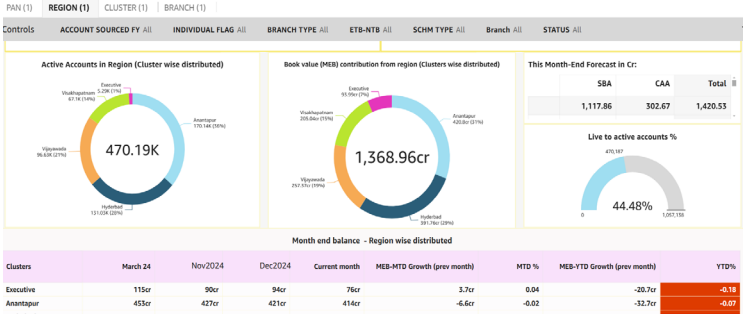 PAN (1) REGION (1) CLUSTER (1) BRANCH (1)
Controls ACCOUNT SOURCED FY All INDIVIDUAL FLAG All BRANCH TYPE All ETB-NTB All SCHM TYPE All Branch All STATUS All
Active Accounts in Region (Cluster wise distributed)
Executive
5.29K (1%)
Visakhapatnam
67.1K (14%)
Anantapur
170.14K (36%)
470.19K
Vijayawada
96.63K (21%)
Hyderbad
131.03K (28%)
Book value (MEB) contribution from region (Clusters wise distributed)
Executive
93.99cr (7%)
Visakhapatnam
205.04cr (15%)
Anantapur
420.8cr (31%)
1,368.96cr
Vijayawada
257.31cr (19%)
Hyderbad
391.76cr (29%)
This Month-End Forecast in Cr:
SBA CAA Total
1,117.86 302.67 1,420.53
Live to active accounts %
470,187
44.48%
0 1,057,158
Month end balance - Region wise distributed
Clusters March 24 Nov2024 Dec2024 Current month MEB-MTD Growth (prev month) MTD % MEB-YTD Growth (prev month) YTD%
Executive 115cr 90cr 94cr 76cr 3.7cr 0.04 -20.7cr -0.18
Anantapur 453cr 427cr 421cr 414cr -6.6cr -0.02 -32.7cr -0.07